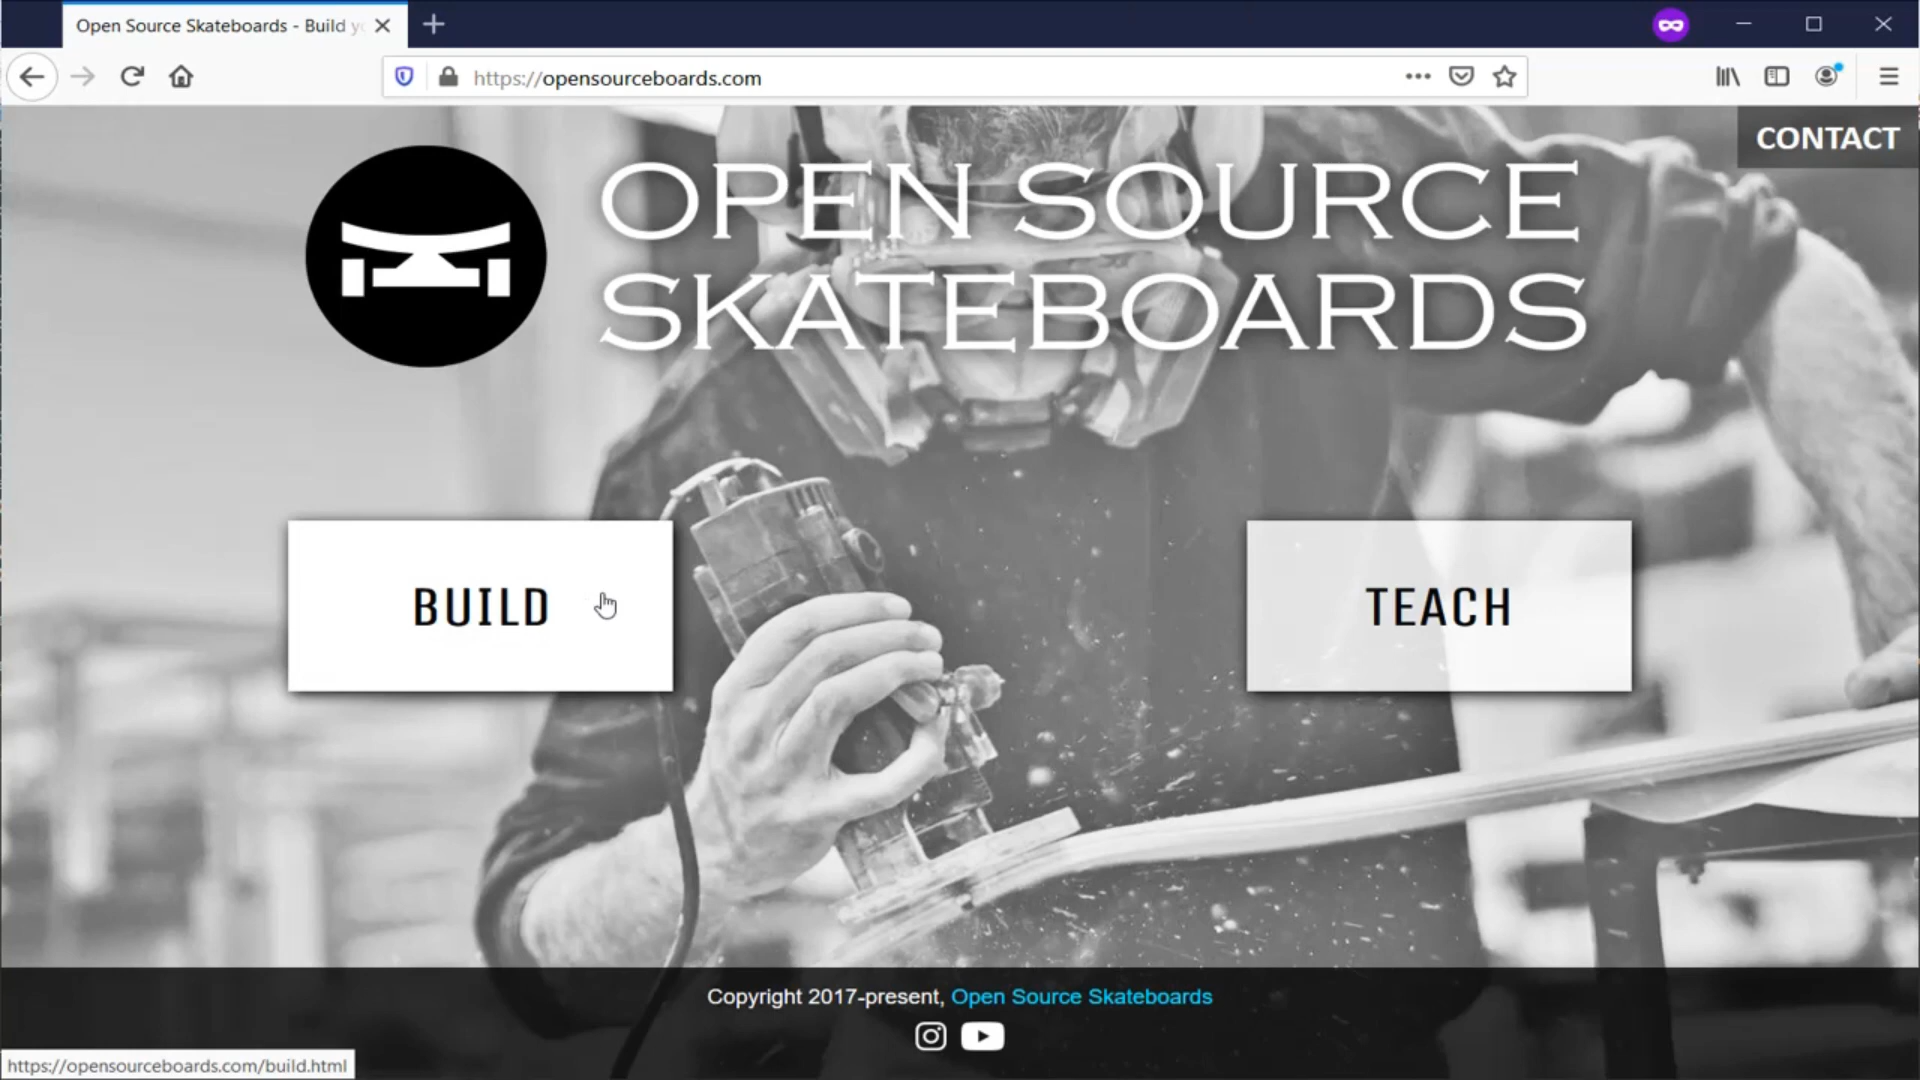 Open Source Skateboards - Build y
https://opensourceboards.com
CONTACT
OPEN SOURCE
SKATEBOARDS
BUILD
TEACH
Copyright 2017-present, Open Source Skateboards
https://opensourceboards.com/build.html